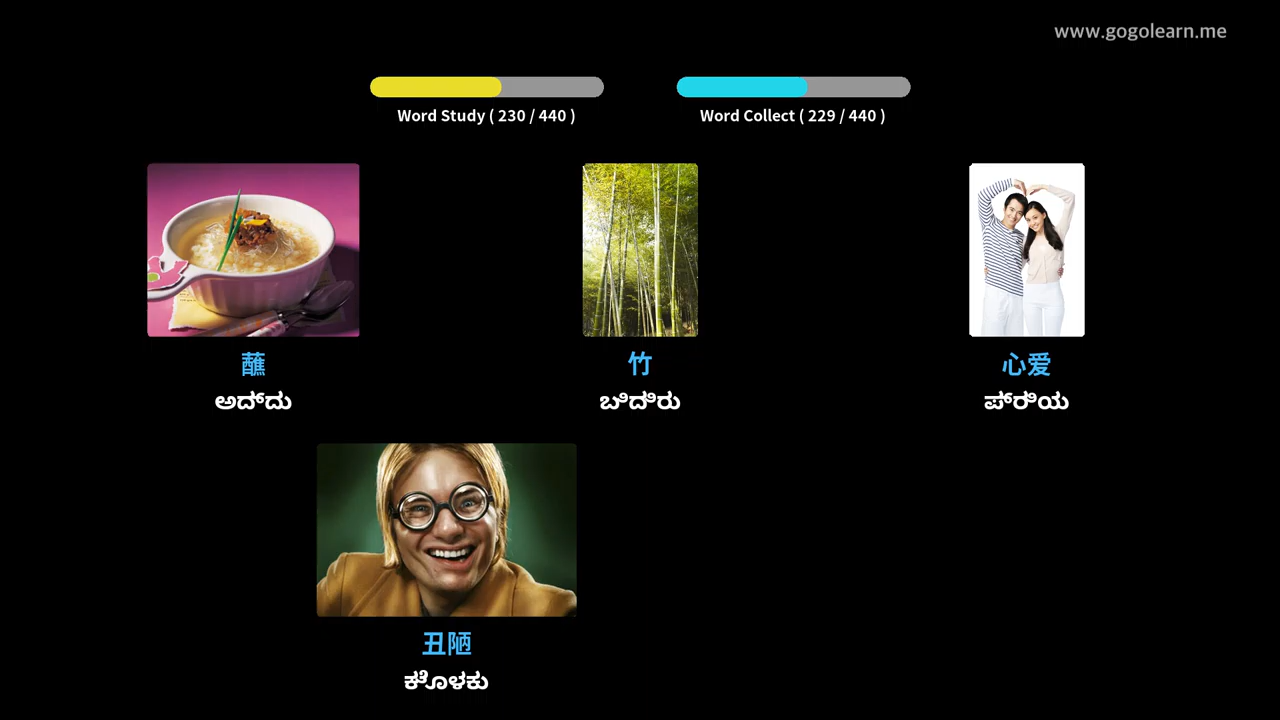 www.gogolearn.me
Word Study ( 230 / 440 )
Word Collect ( 229 / 440 )
蘸
竹
心爱
ಅದ್ದು
ಬಿದಿರು
ಪ್ರಿಯ
丑陋
ಕೊಳಕು